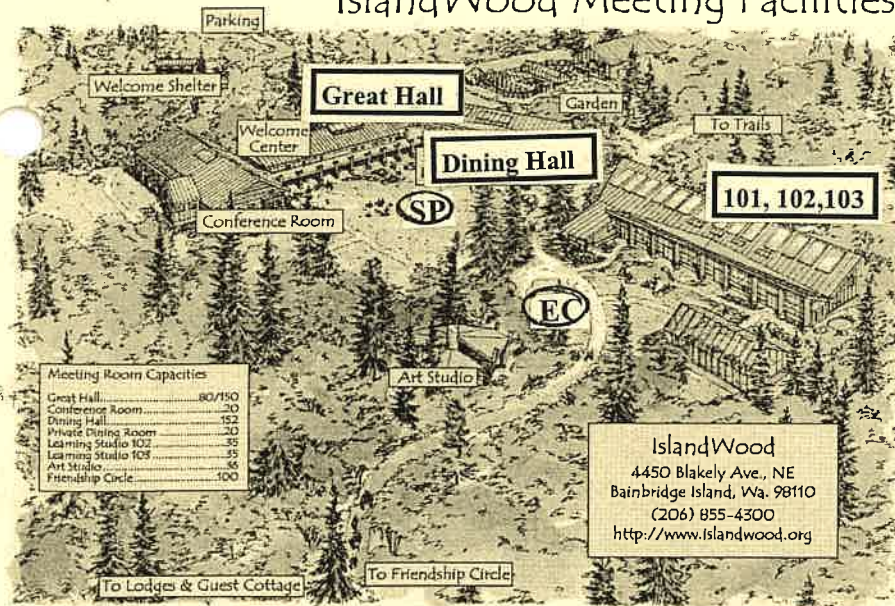 IslandWood Meeting Facilities
Parking
Welcome Shelter
Great Hall
Garden
Welcome
Center
To Trails
Dining Hall
101, 102,103
SP
Conference Room
EC
Art Studio
Meeting Room Capacities
Great Hall..................80/150
Conference Room..................20
Dining Hall..................152
Private Dining Room..................20
Learning Studio 102..................35
Learning Studio 103..................35
Art Studio..................36
Friendship Circle..................100
IslandWood
4450 Blakely Ave., NE
Bainbridge Island, Wa. 98110
(206) 855-4300
http://www.Islandwood.org
To Lodges & Guest Cottage
To Friendship Circle